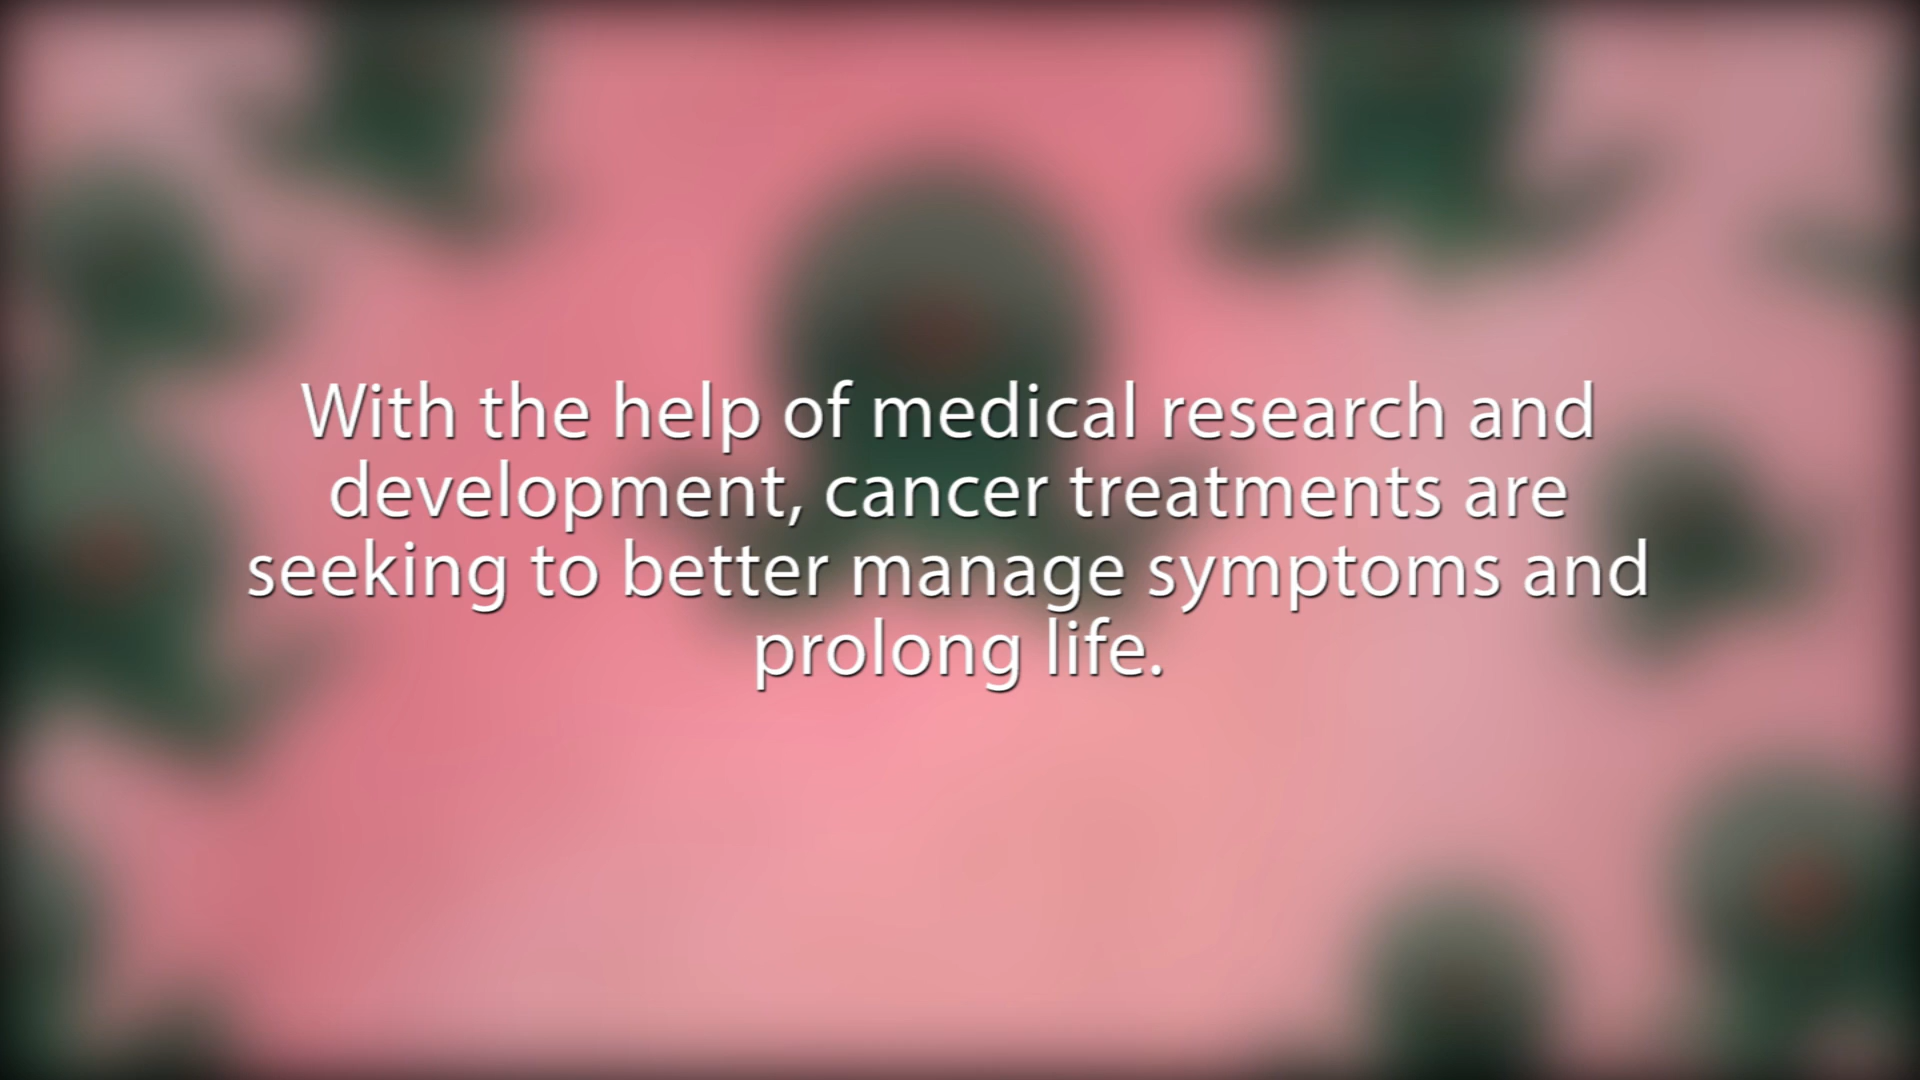 With the help of medical research and
development, cancer treatments are
seeking to better manage symptoms and
prolong life.